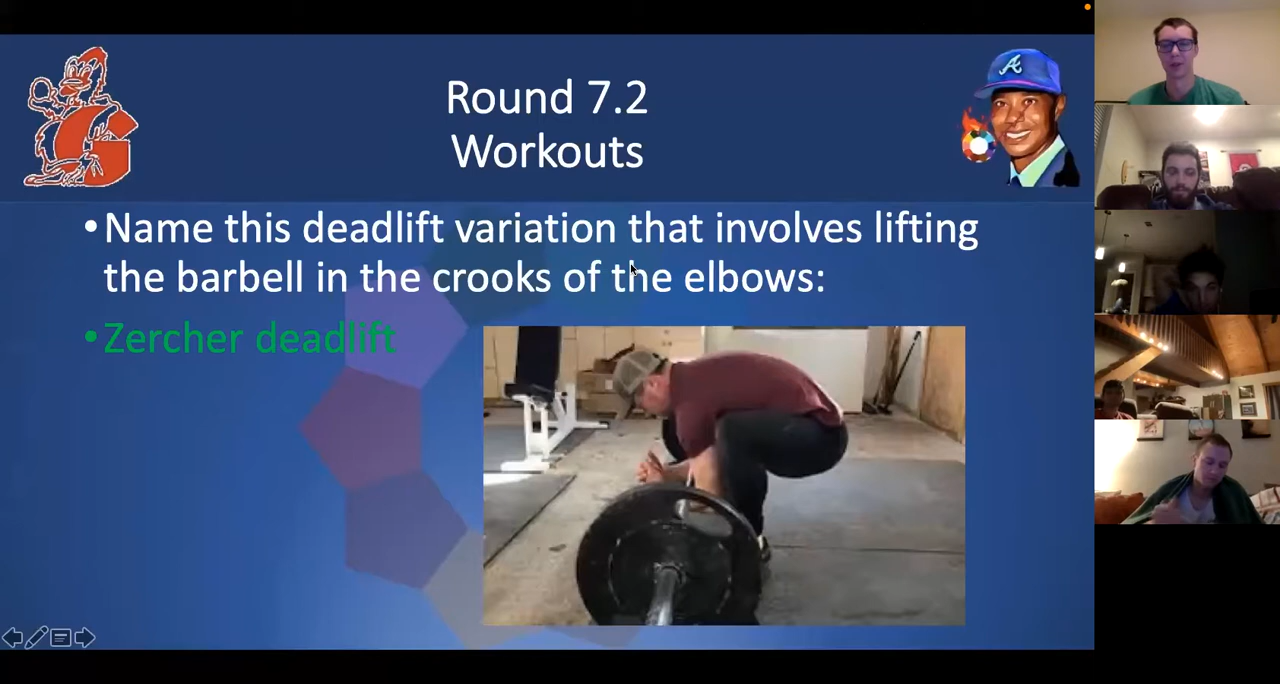 Round 7.2
Workouts
•Name this deadlift variation that involves lifting
the barbell in the crooks of the elbows:
•Zercher deadlift
A
G